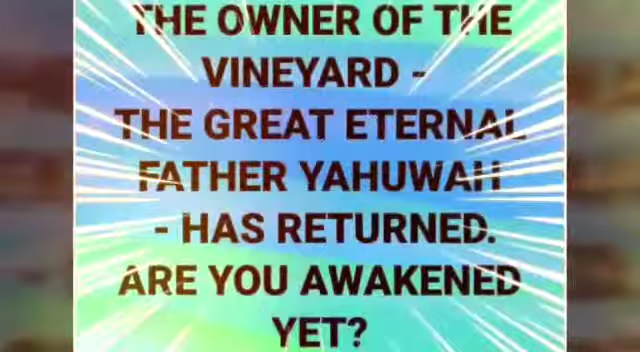 THE OWNER OF THE
VINEYARD -
THE GREAT ETERNAL
FATHER YAHUWAH
- HAS RETURNED.
ARE YOU AWAKENED
YET?